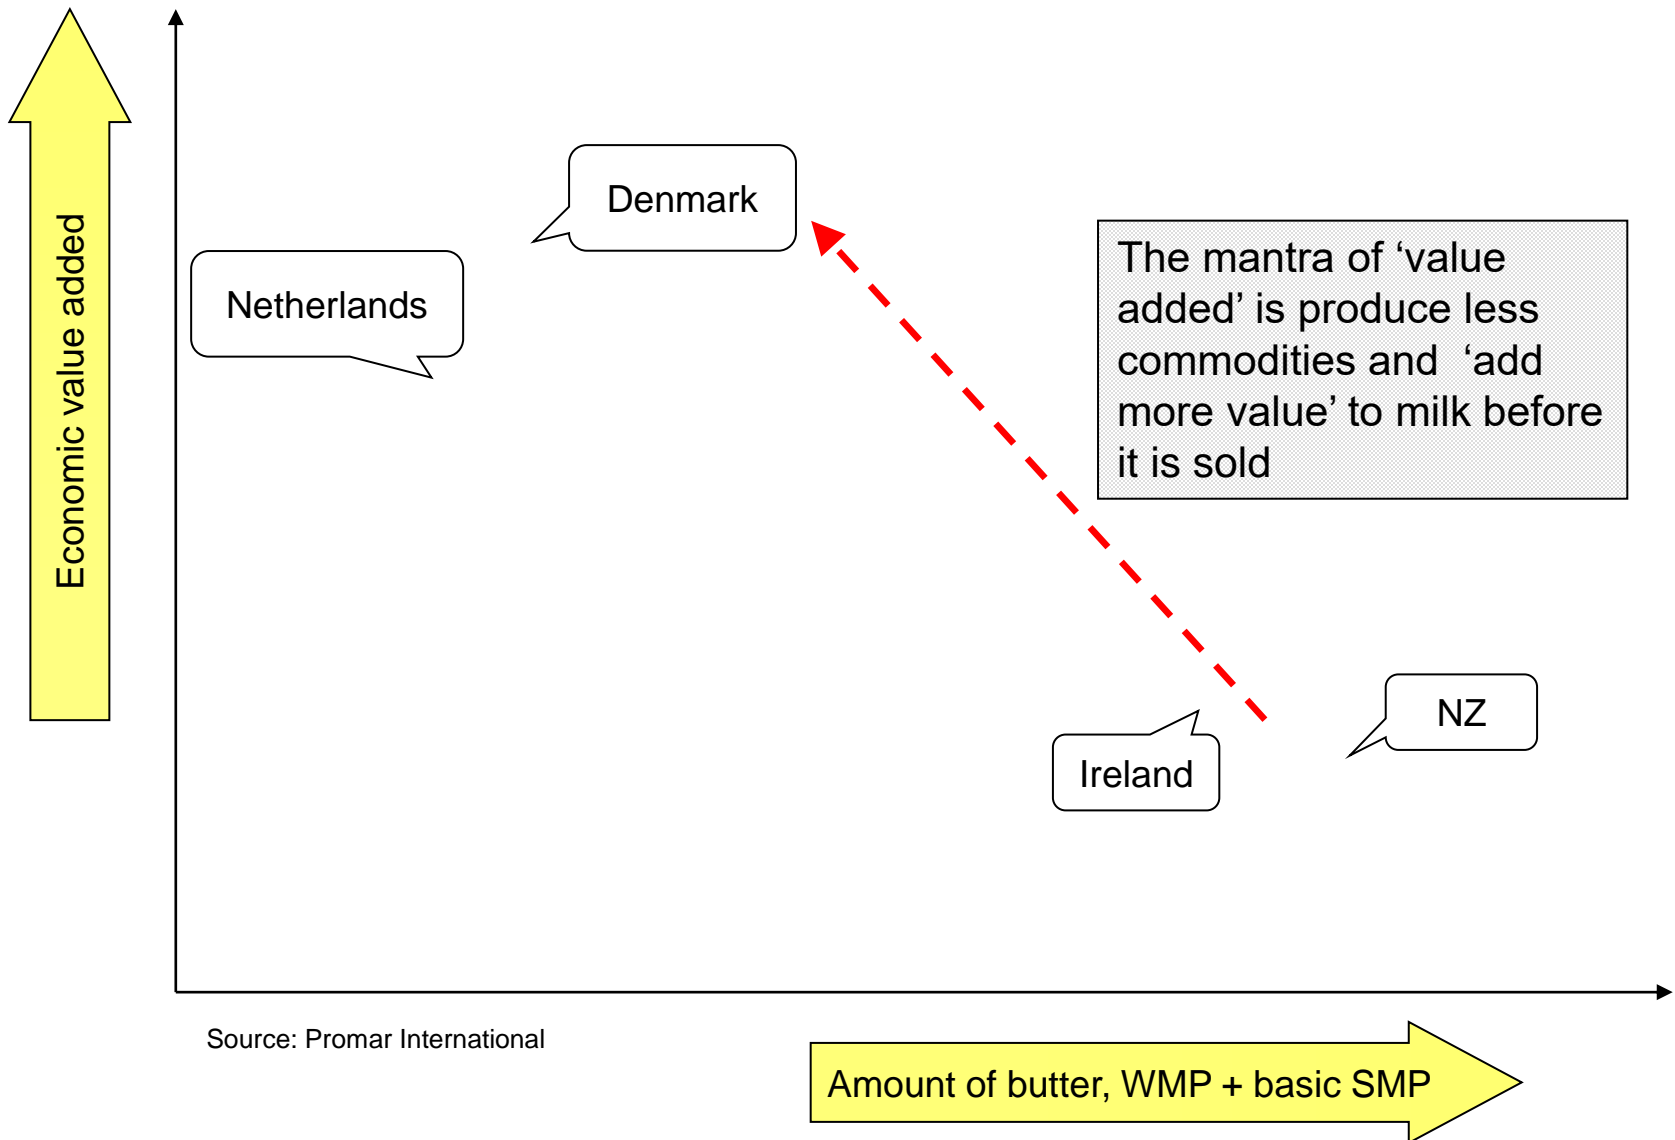 Economic value added
Denmark
Netherlands
The mantra of ‘value
added’ is produce less
commodities and ‘add
more value’ to milk before
it is sold
NZ
Ireland
Source: Promar International
Amount of butter, WMP + basic SMP